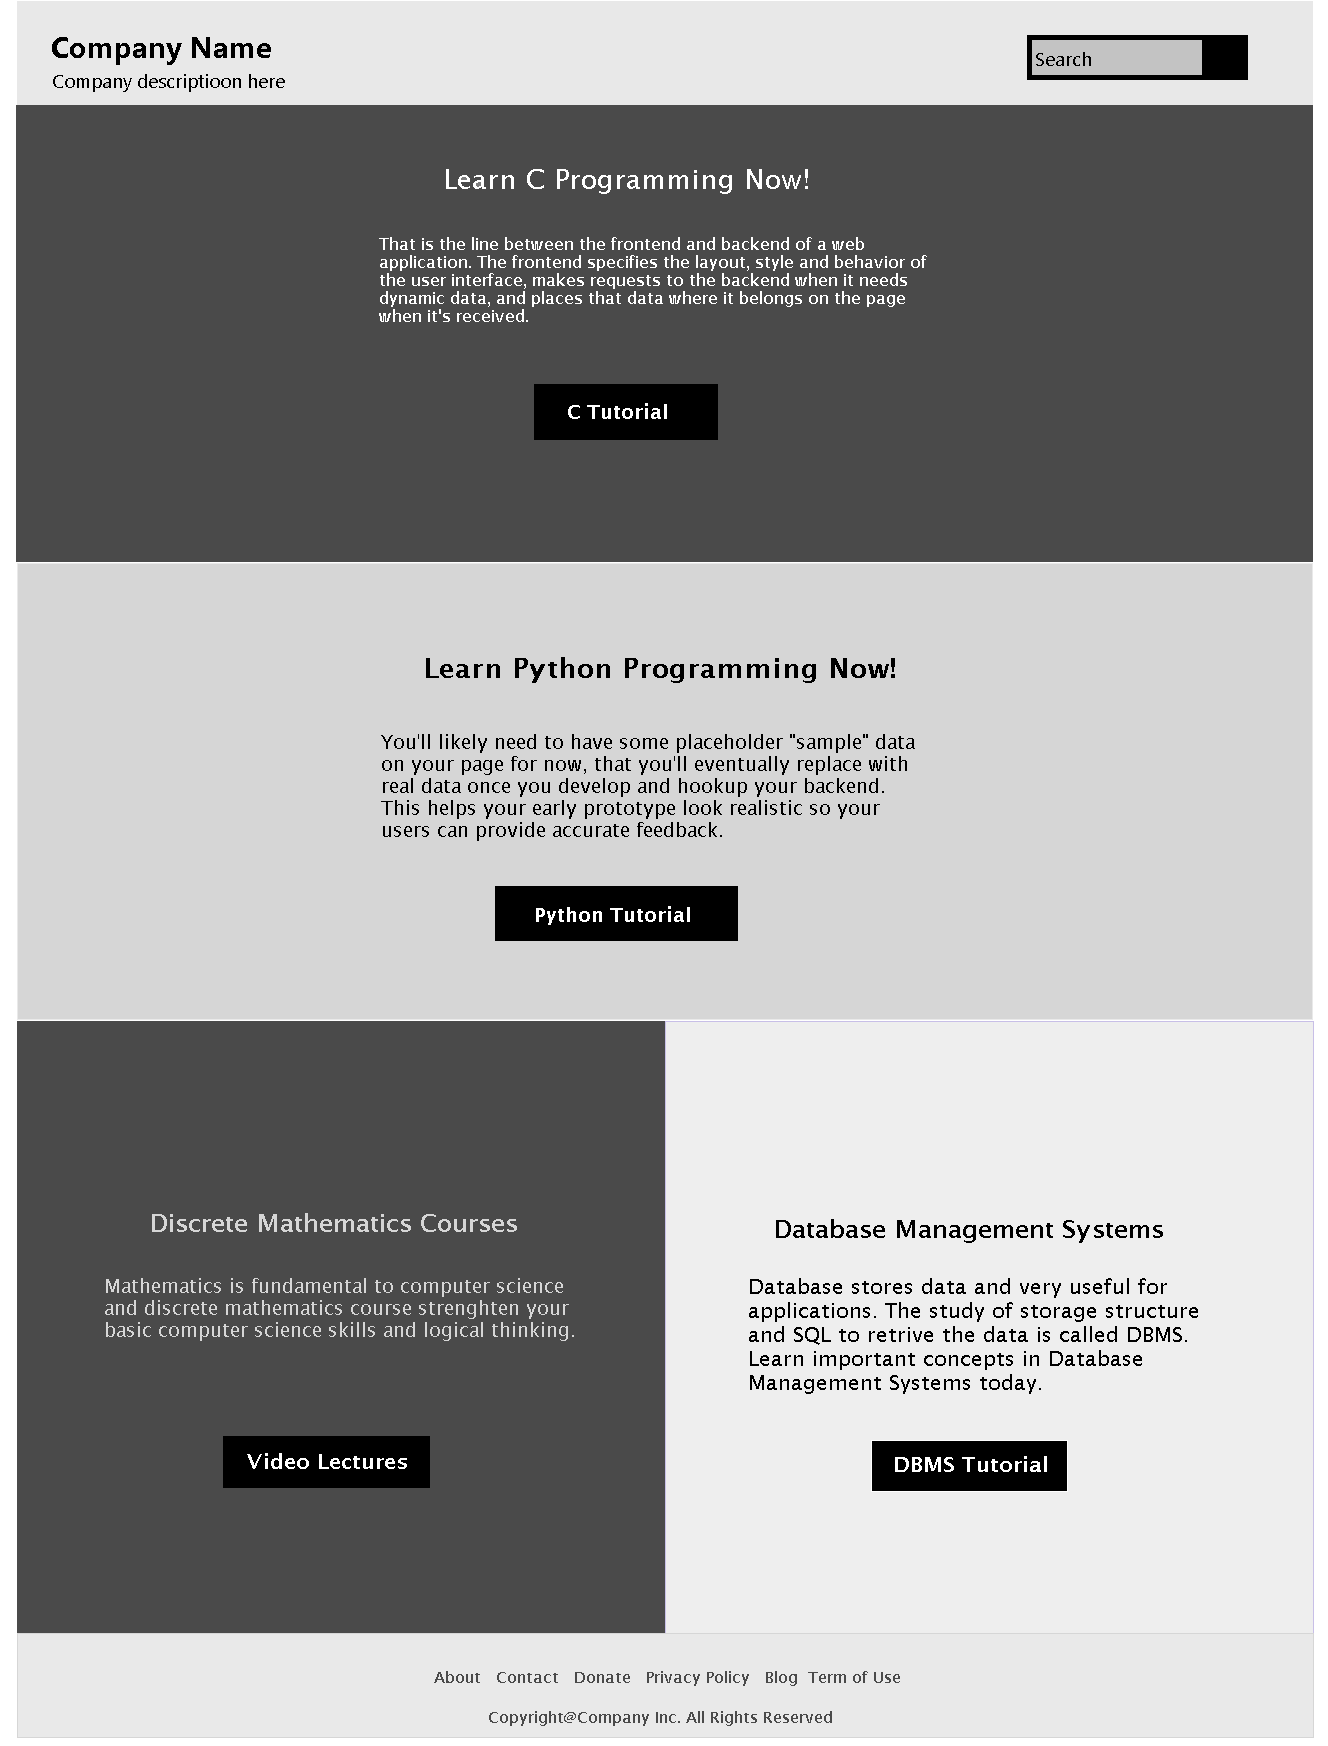 Company Name
Company descriptioon here
Search
Learn C Programming Now!
That is the line between the frontend and backend of a web
application. The frontend specifies the layout, style and behavior of
the user interface, makes requests to the backend when it needs
dynamic data, and places that data where it belongs on the page
when it's received.
C Tutorial
Learn Python Programming Now!
You'll likely need to have some placeholder "sample" data
on your page for now, that you'll eventually replace with
real data once you develop and hookup your backend.
This helps your early prototype look realistic so your
users can provide accurate feedback.
Python Tutorial
Discrete Mathematics Courses
Mathematics is fundamental to computer science
and discrete mathematics course strenghten your
basic computer science skills and logical thinking.
Video Lectures
Database Management Systems
Database stores data and very useful for
applications. The study of storage structure
and SQL to retrive the data is called DBMS.
Learn important concepts in Database
Management Systems today.
DBMS Tutorial
About Contact Donate Privacy Policy Blog Term of Use
Copyright@Company Inc. All Rights Reserved